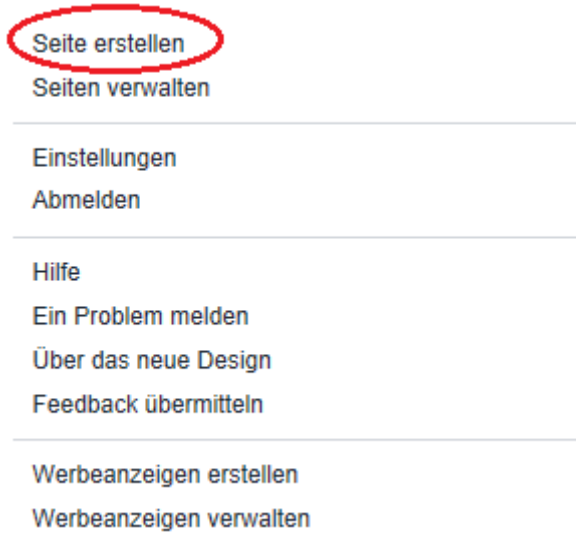 Seite erstellen
Seiten verwalten
Einstellungen
Abmelden
Hilfe
Ein Problem melden
Über das neue Design
Feedback übermitteln
Werbeanzeigen erstellen
Werbeanzeigen verwalten